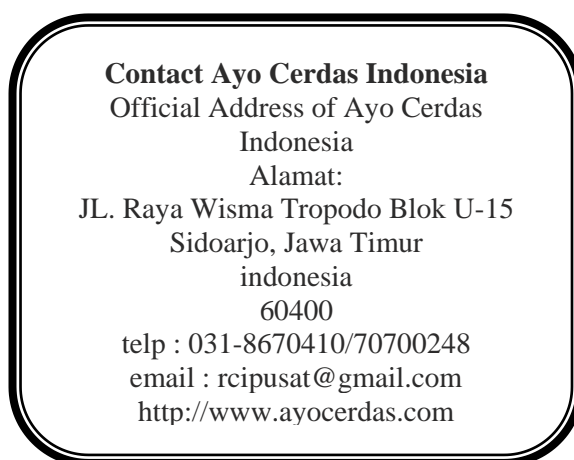 Contact Ayo Cerdas Indonesia
Official Address of Ayo Cerdas
Indonesia
Alamat:
JL. Raya Wisma Tropodo Blok U-15
Sidoarjo, Jawa Timur
indonesia
60400
telp : 031-8670410/70700248
email : rcipusat@gmail.com
http://www.ayocerdas.com